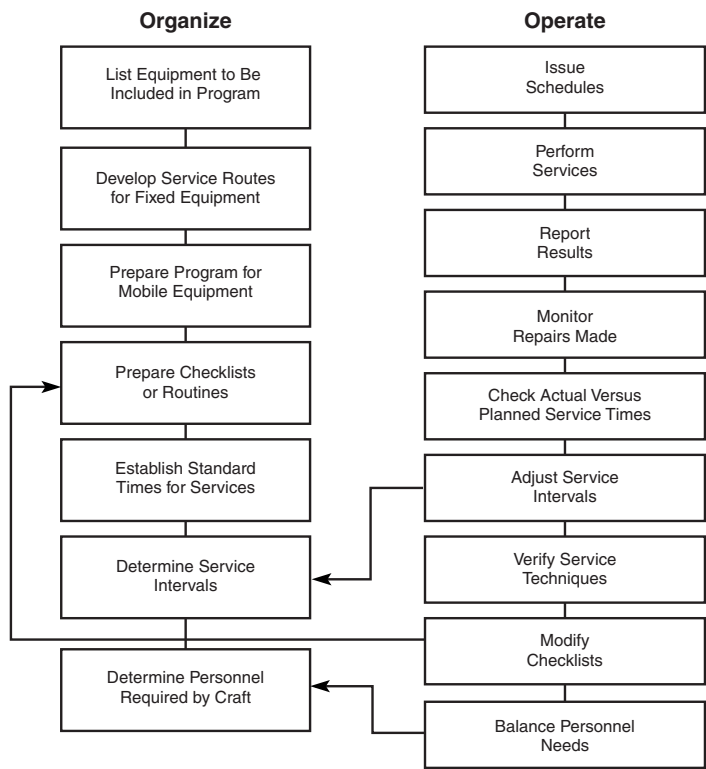 Organize
List Equipment to Be
Included in Program
Develop Service Routes
for Fixed Equipment
Prepare Program for
Mobile Equipment
Prepare Checklists
or Routines
Establish Standard
Times for Services
Determine Service
Intervals
Determine Personnel
Required by Craft
Operate
Issue
Schedules
Perform
Services
Report
Results
Monitor
Repairs Made
Check Actual Versus
Planned Service Times
Adjust Service
Intervals
Verify Service
Techniques
Modify
Checklists
Balance Personnel
Needs